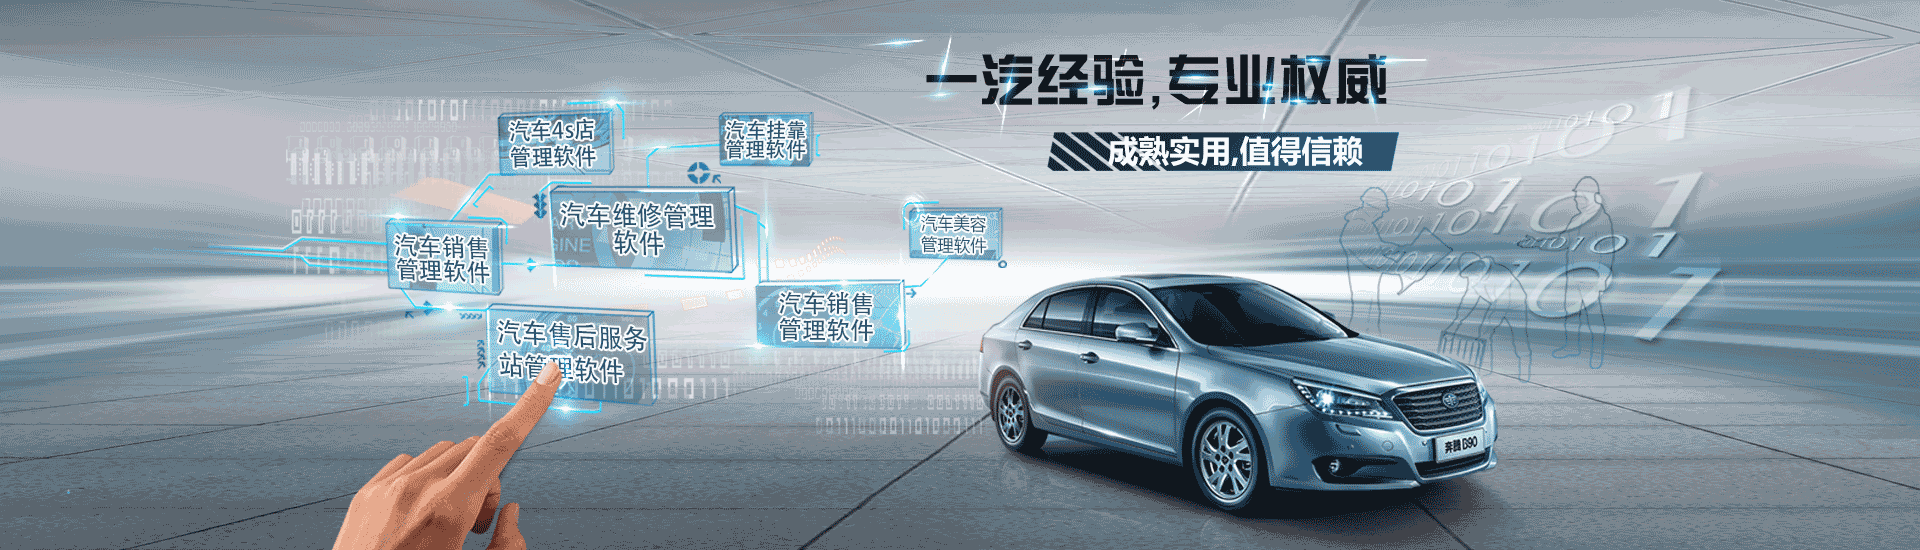 一汽经验,专业权威
成熟实用,值得信赖
汽车4s店
管理软件
汽车挂靠
管理软件
汽车维修管理
软件
汽车美容
管理软件
汽车销售
管理软件
汽车销售
管理软件
汽车售后服务
站管理软件
奔腾 B90